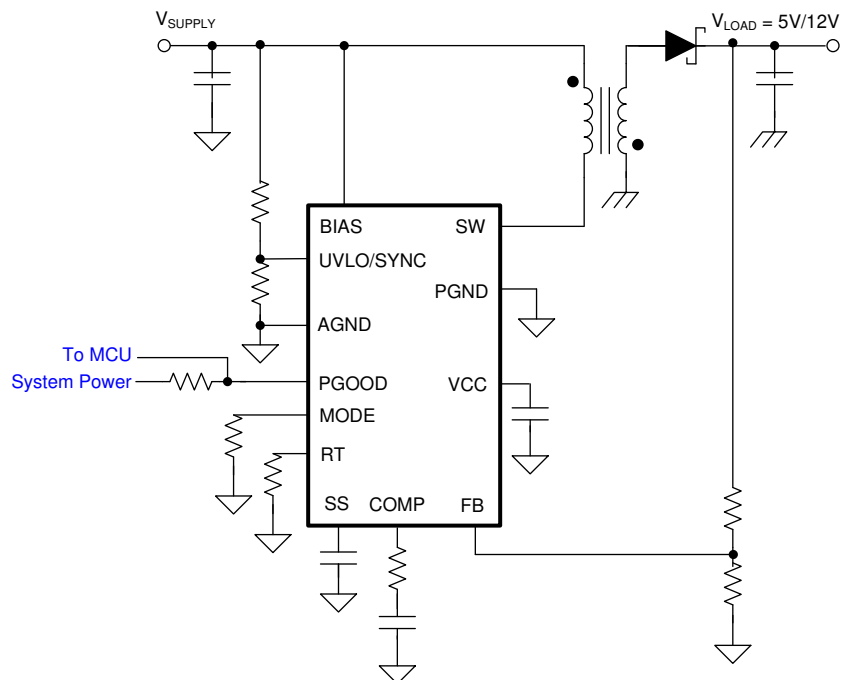 VSUPPLY
VLOAD = 5V/12V
BIAS
SW
UVLO/SYNC
PGND
AGND
To MCU
System Power
PGOOD
VCC
MODE
RT
SS
COMP
FB